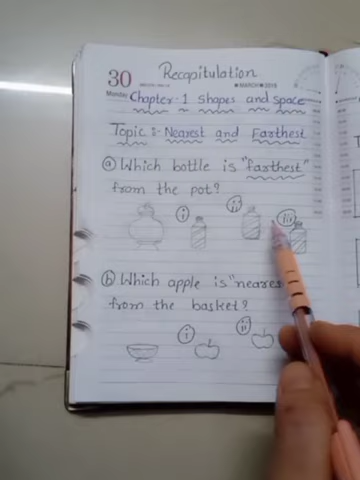 Recapitulation
30
Monday
MARCH 2015
Chapter-1 Shapes and space
Topic :- Nearest and Farthest
(a) Which bottle is "farthest"
from the pot?
(i) (ii) (iii)
(b) Which apple is "neares
from the basket?
(i) (ii)